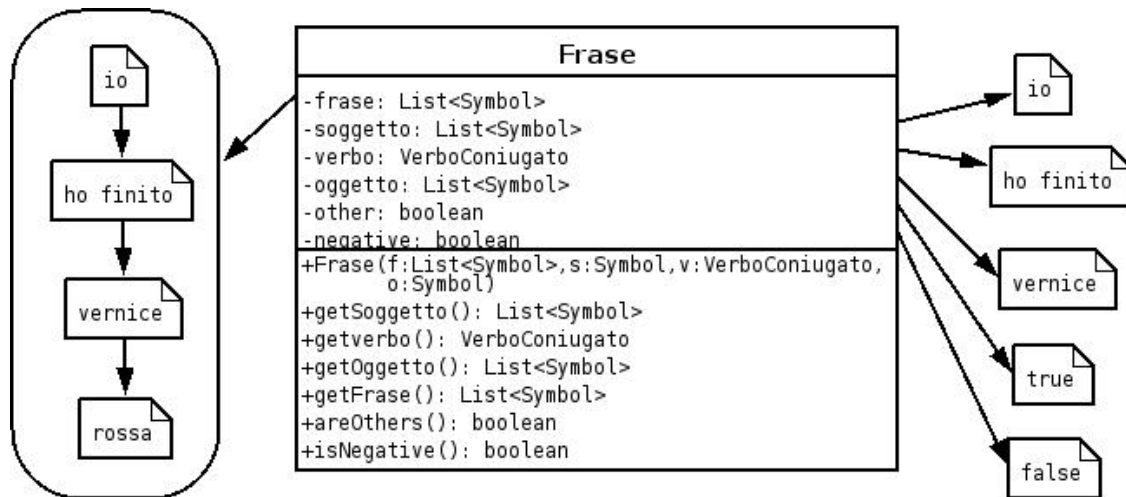 io
ho finito
vernice
rossa
Frase
-frase: List<Symbol>
-soggetto: List<Symbol>
-verbo: VerboConiugato
-oggetto: List<Symbol>
-other: boolean
-negative: boolean
+Frase(f:List<Symbol>,s:Symbol,v:VerboConiugato,
o:Symbol)
+getSoggetto(): List<Symbol>
+getverbo(): VerboConiugato
+getOggetto(): List<Symbol>
+getFrase(): List<Symbol>
+areOthers(): boolean
+isNegative(): boolean
io
ho finito
vernice
true
false